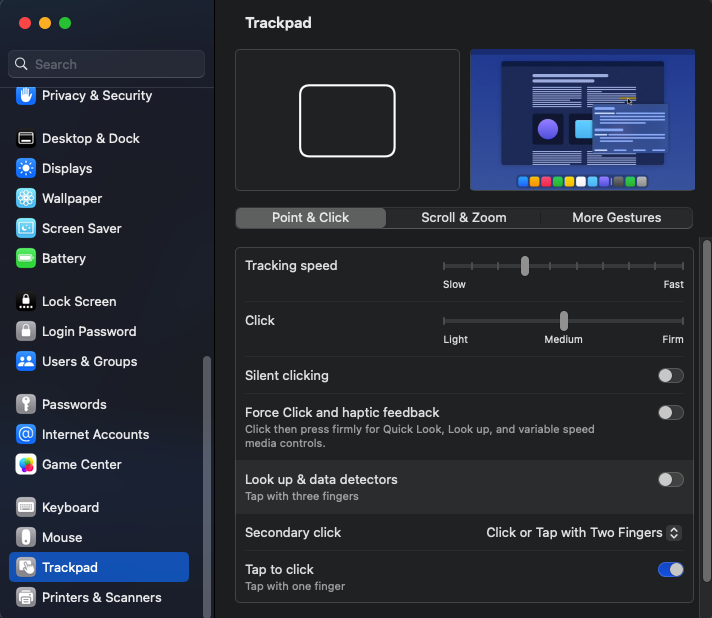 Trackpad
Search
Privacy & Security
Desktop & Dock
Displays
Wallpaper
Screen Saver
Battery
Lock Screen
Login Password
Users & Groups
Passwords
Internet Accounts
Game Center
Keyboard
Mouse
Trackpad
Printers & Scanners
Point & Click
Scroll & Zoom
More Gestures
Tracking speed
Slow
Fast
Click
Light
Medium
Firm
Silent clicking
Force Click and haptic feedback
Click then press firmly for Quick Look, Look up, and variable speed
media controls.
Look up & data detectors
Tap with three fingers
Secondary click
Click or Tap with Two Fingers
Tap to click
Tap with one finger